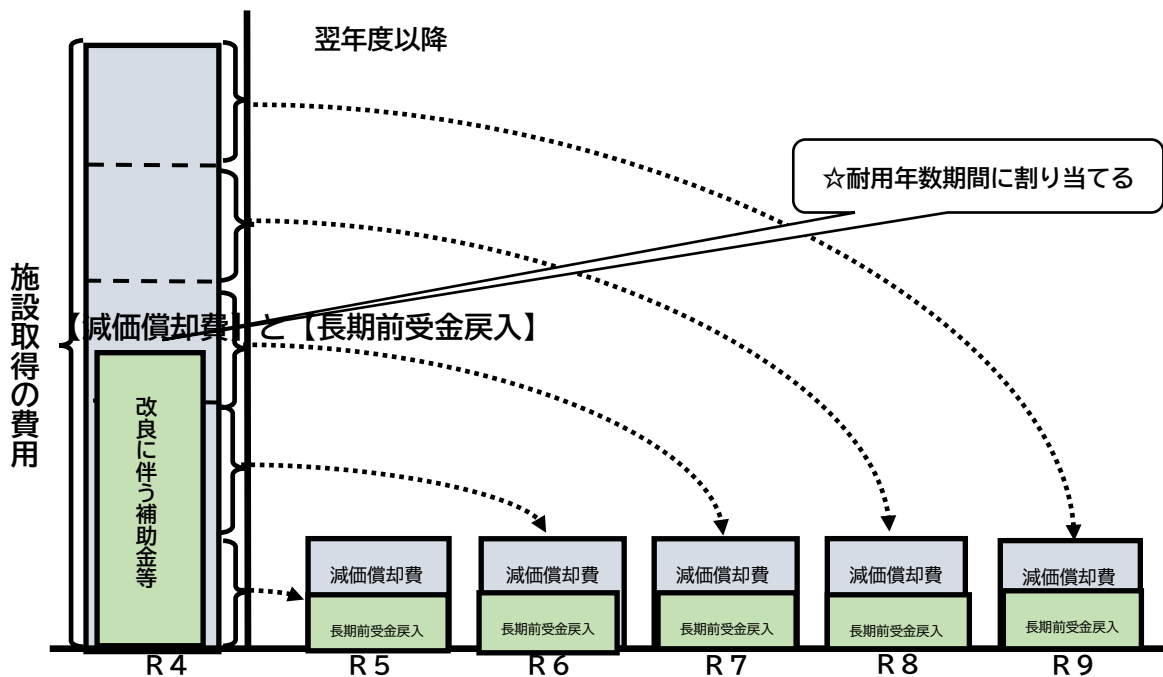 翌年度以降
☆耐用年数期間に割り当てる
施設取得の費用
【減価償却費】と【長期前受金戻入】
改良に伴う補助金等
減価償却費
長期前受金戻入
減価償却費
長期前受金戻入
減価償却費
長期前受金戻入
減価償却費
長期前受金戻入
減価償却費
長期前受金戻入
R4
R5
R6
R7
R8
R9